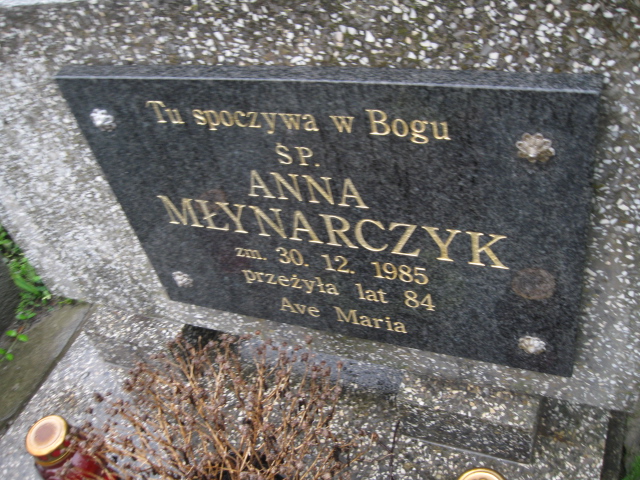 Tu spoczywa w Bogu
ŚP.
ANNA
MŁYNARCZYK
zm. 30. 12. 1985
przeżyła lat 84
Ave Maria